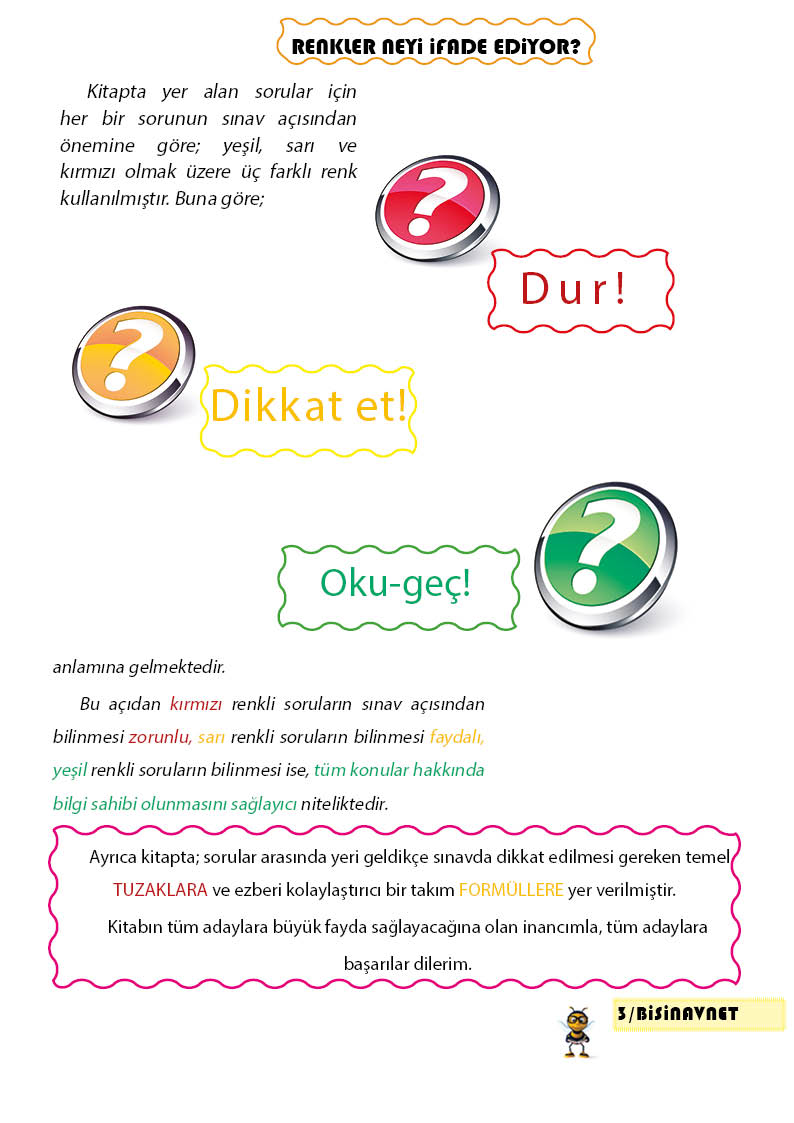 RENKLER NEYİ İFADE EDİYOR?
Kitapta yer alan sorular için
her bir sorunun sınav açısından
önemine göre; yeşil, sarı ve
kırmızı olmak üzere üç farklı renk
kullanılmıştır. Buna göre;
?
Dur!
?
Dikkat et!
?
Oku-geç!
anlamına gelmektedir.
Bu açıdan kırmızı renkli soruların sınav açısından
bilinmesi zorunlu, sarı renkli soruların bilinmesi faydalı,
yeşil renkli soruların bilinmesi ise, tüm konular hakkında
bilgi sahibi olunmasını sağlayıcı niteliktedir.
Ayrıca kitapta; sorular arasında yeri geldikçe sınavda dikkat edilmesi gereken temel
TUZAKLARA ve ezberi kolaylaştırıcı bir takım FORMÜLLERE yer verilmiştir.
Kitabın tüm adaylara büyük fayda sağlayacağına olan inancımla, tüm adaylara
başarılar dilerim.
3/BİSİNAVNET